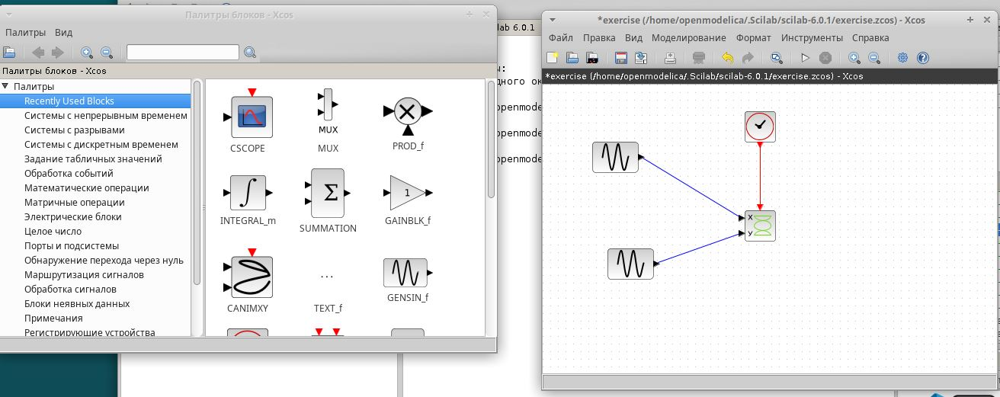 Палитры блоков - Xcos
Палитры Вид
Палитры блоков - Xcos
Палитры
Recently Used Blocks
Системы с непрерывным временем
Системы с разрывами
Системы с дискретным временем
Задание табличных значений
Обработка событий
Математические операции
Матричные операции
Электрические блоки
Целое число
Порты и подсистемы
Обнаружение перехода через нуль
Маршрутизация сигналов
Обработка сигналов
Блоки неявных данных
Примечания
Регистрирующие устройства
CSCOPE
MUX
MUX
PROD_f
INTEGRAL_m
Σ
SUMMATION
1
GAINBLK_f
CANIMXY
...
TEXT_f
GENSIN_f
lab 6.0.1
ы:
дного ок
openmode
openmode
openmode
*exercise (/home/openmodelica/.Scilab/scilab-6.0.1/exercise.zcos) - Xcos
Файл Правка Вид Моделирование Формат Инструменты Справка
*exercise (/home/openmodelica/.Scilab/scilab-6.0.1/exercise.zcos) - Xcos
X
Y